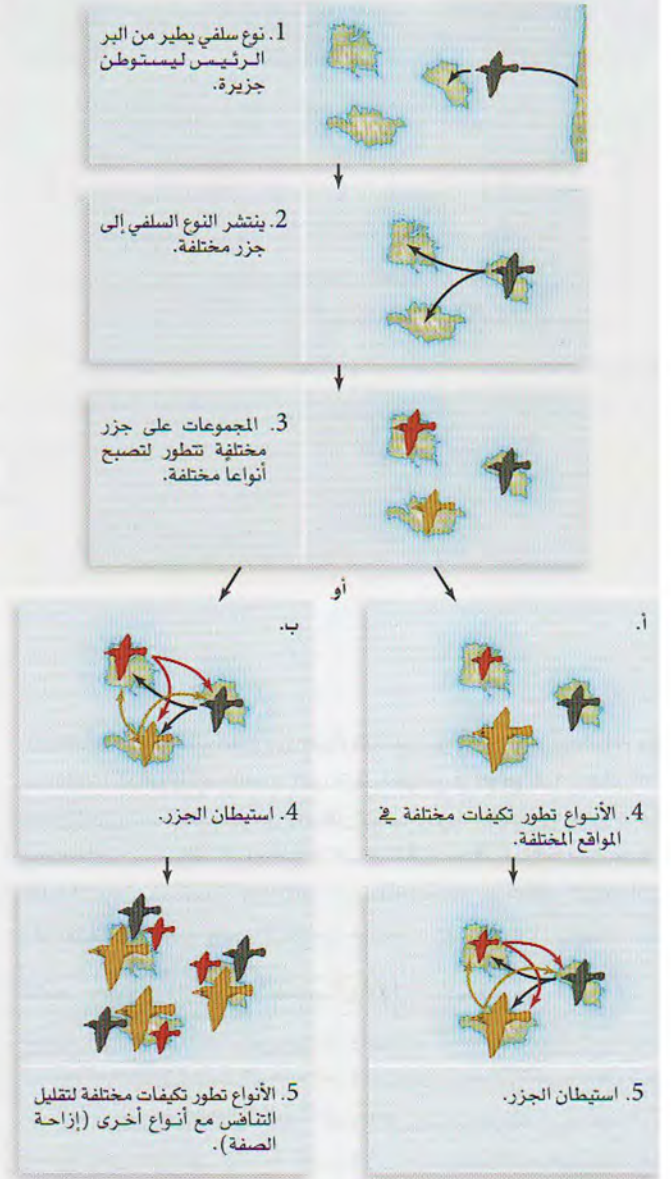 1. نوع سلفي يطير من البر
الرئيس ليستوطن
جزيرة.
2. ينتشر النوع السلفي إلى
جزر مختلفة.
3. المجموعات على جزر
مختلفة تتطور لتصبح
أنواعاً مختلفة.
أو
أ.
4. الأنواع تطور تكيفات مختلفة في
المواقع المختلفة.
5. استيطان الجزر.
ب.
4. استيطان الجزر.
5. الأنواع تطور تكيفات مختلفة لتقليل
التنافس مع أنواع أخرى (إزاحة
الصفة).